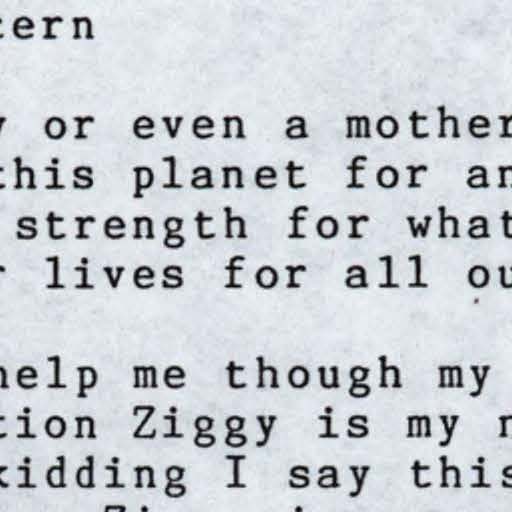 tern
or even a mother
this planet for an
strength for what
lives for all ou
help me though my
tion Ziggy is my
kidding I say this